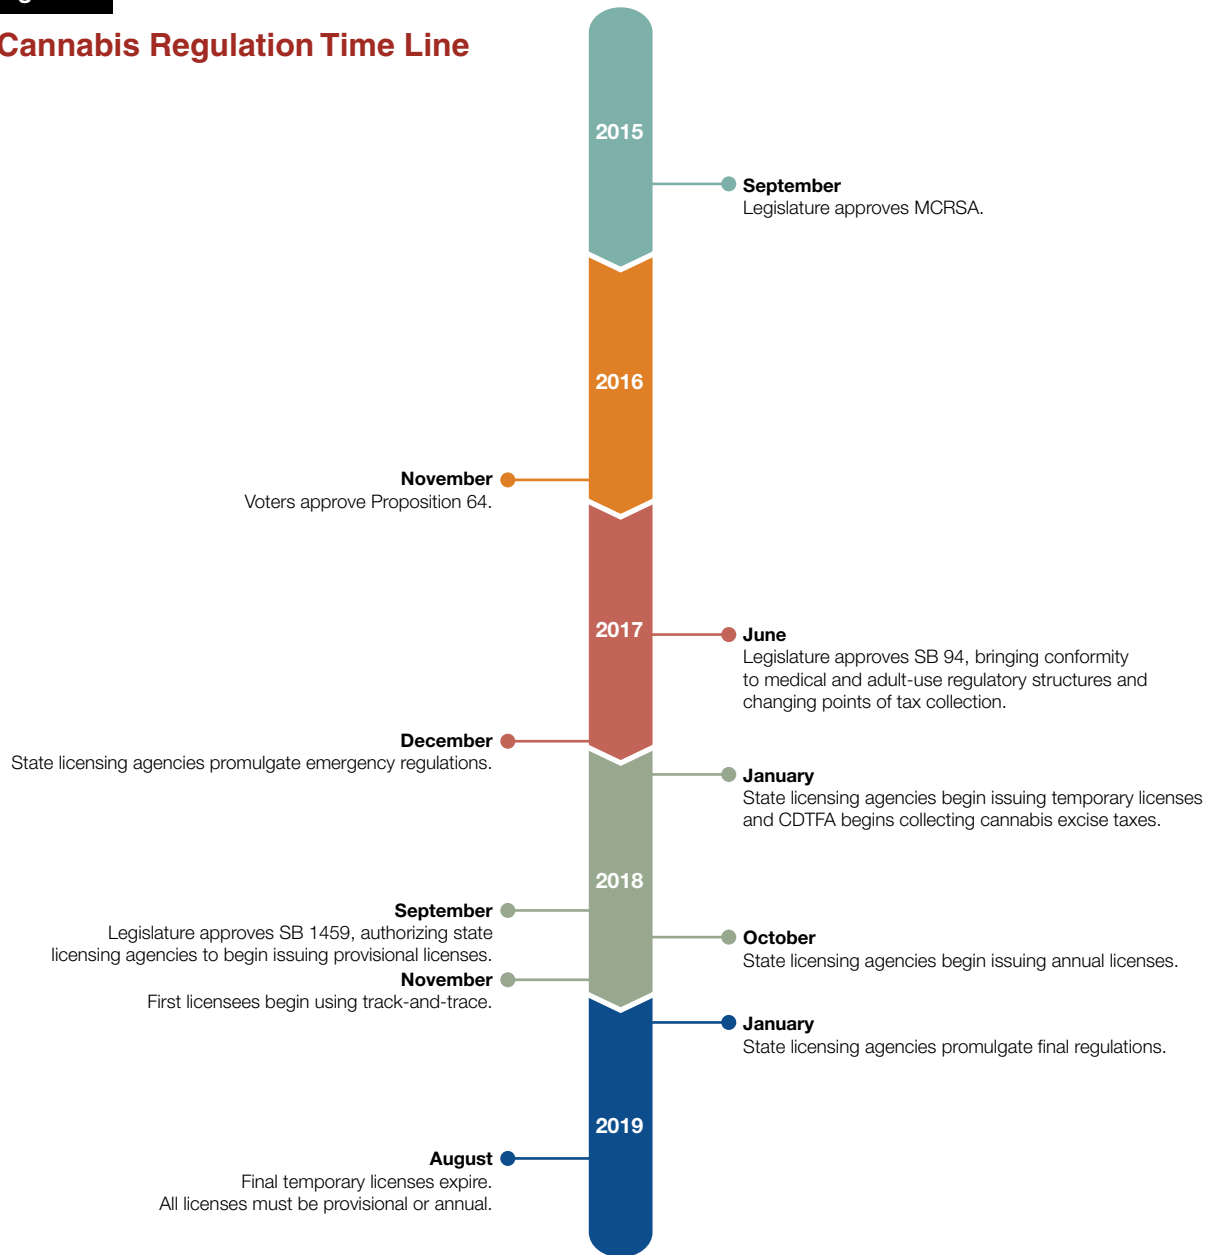 Cannabis Regulation Time Line
2015
September
Legislature approves MCRSA.
2016
November
Voters approve Proposition 64.
2017
June
Legislature approves SB 94, bringing conformity
to medical and adult-use regulatory structures and
changing points of tax collection.
December
State licensing agencies promulgate emergency regulations.
January
State licensing agencies begin issuing temporary licenses
and CDTFA begins collecting cannabis excise taxes.
2018
September
Legislature approves SB 1459, authorizing state
licensing agencies to begin issuing provisional licenses.
October
State licensing agencies begin issuing annual licenses.
November
First licensees begin using track-and-trace.
January
State licensing agencies promulgate final regulations.
2019
August
Final temporary licenses expire.
All licenses must be provisional or annual.